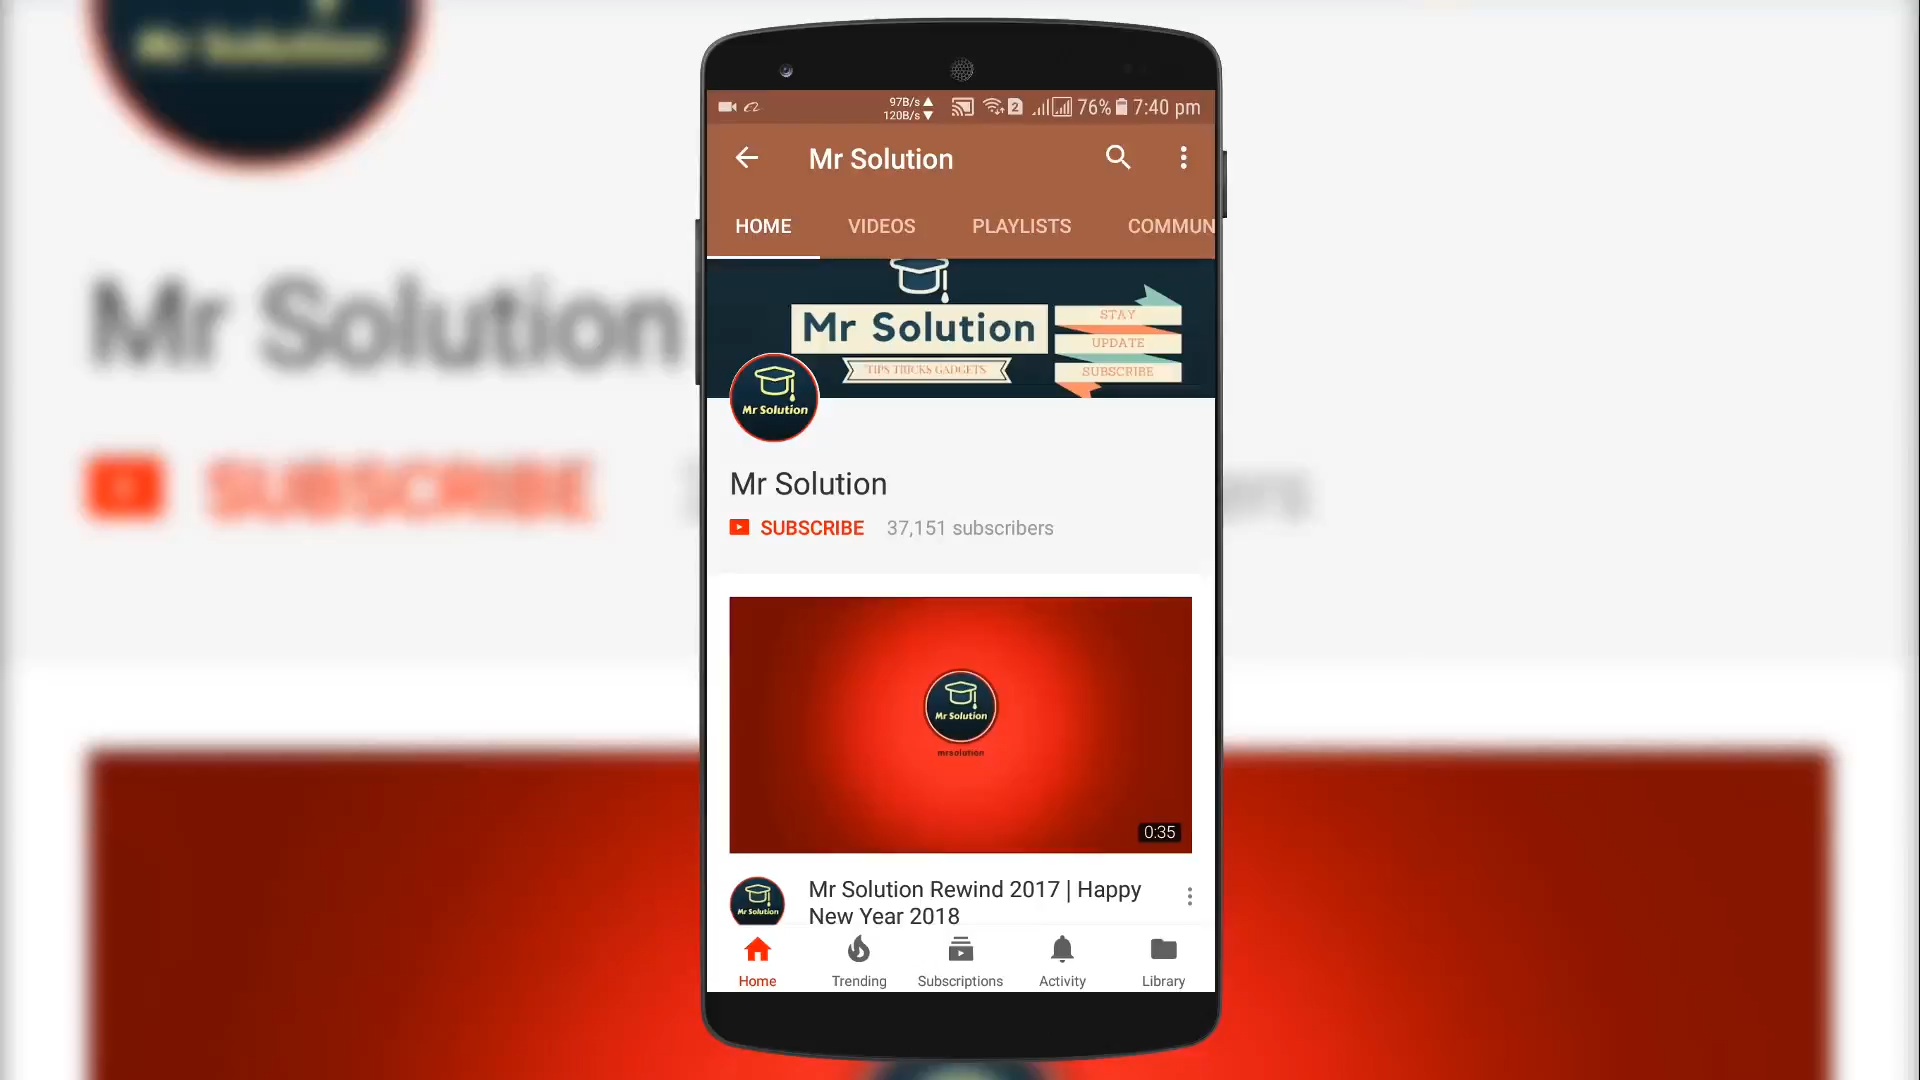 Mr Solution
97B/s
120B/s
2
76%
7:40 pm
Mr Solution
HOME
VIDEOS
PLAYLISTS
COMMUN
Mr Solution
STAY
UPDATE
SUBSCRIBE
TIPS TRICKS GADGETS
Mr Solution
Mr Solution
Mr Solution
SUBSCRIBE
SUBSCRIBE 37,151 subscribers
Mr Solution
mrsolution
0:35
Mr Solution
Mr Solution Rewind 2017 | Happy
New Year 2018
Home
Trending
Subscriptions
Activity
Library